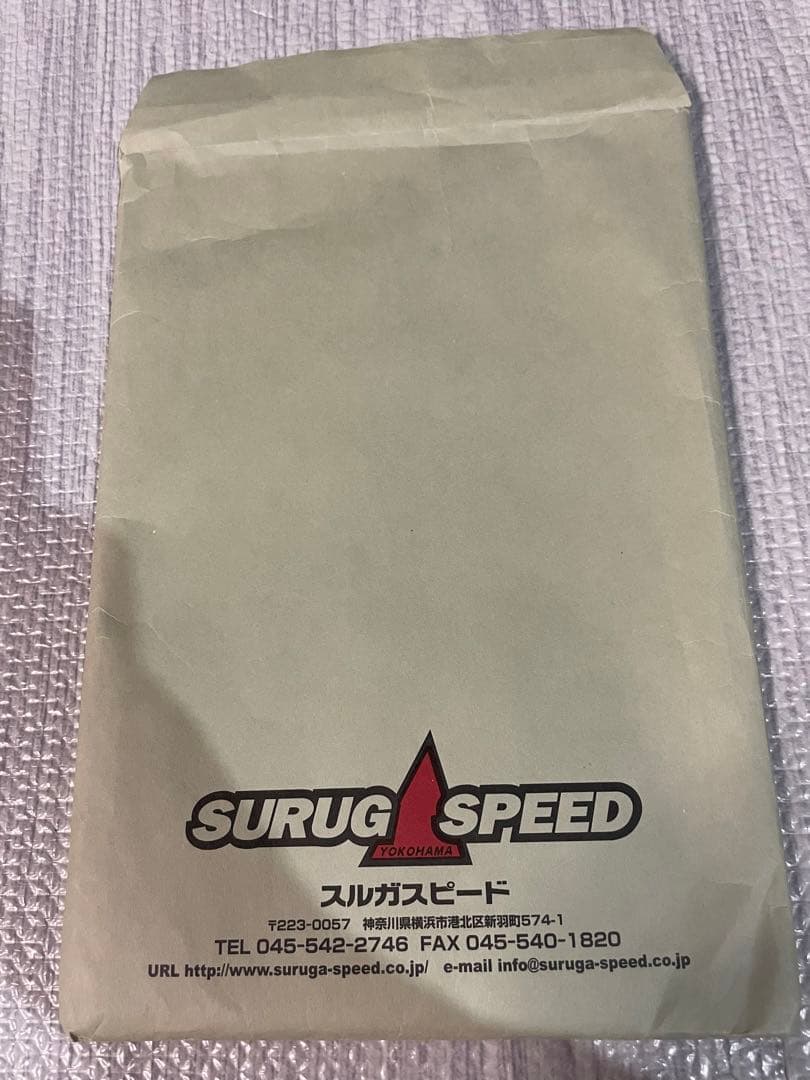 SURUGA SPEED
YOKOHAMA
スルガスピード
〒223-0057 神奈川県横浜市港北区新羽町574-1
TEL 045-542-2746 FAX 045-540-1820
URL http://www.suruga-speed.co.jp/ e-mail info@suruga-speed.co.jp